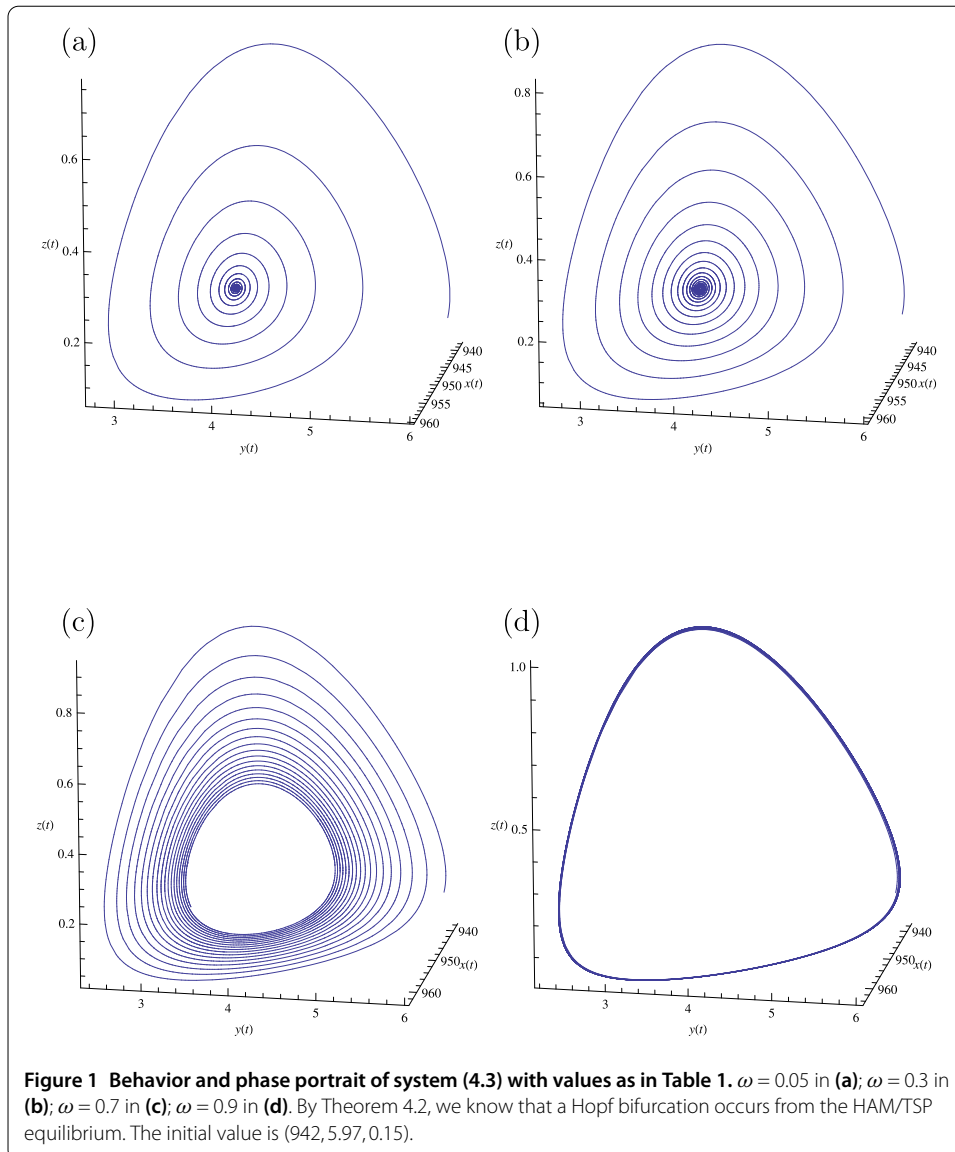 (a)
0.6
0.4
z(t)
0.2
3
4
5
6
y(t)
940
945
950
x(t)
955
960
(b)
0.8
0.6
0.4
z(t)
0.2
3
4
5
6
y(t)
940
945
950
x(t)
955
960
(c)
0.8
0.6
z(t)
0.4
0.2
3
4
5
6
y(t)
940
950
x(t)
960
(d)
1.0
z(t)
0.5
3
4
5
6
y(t)
940
950
x(t)
960
Figure 1 Behavior and phase portrait of system (4.3) with values as in Table 1. ω = 0.05 in (a); ω = 0.3 in
(b); ω = 0.7 in (c); ω = 0.9 in (d). By Theorem 4.2, we know that a Hopf bifurcation occurs from the HAM/TSP
equilibrium. The initial value is (942, 5.97, 0.15).